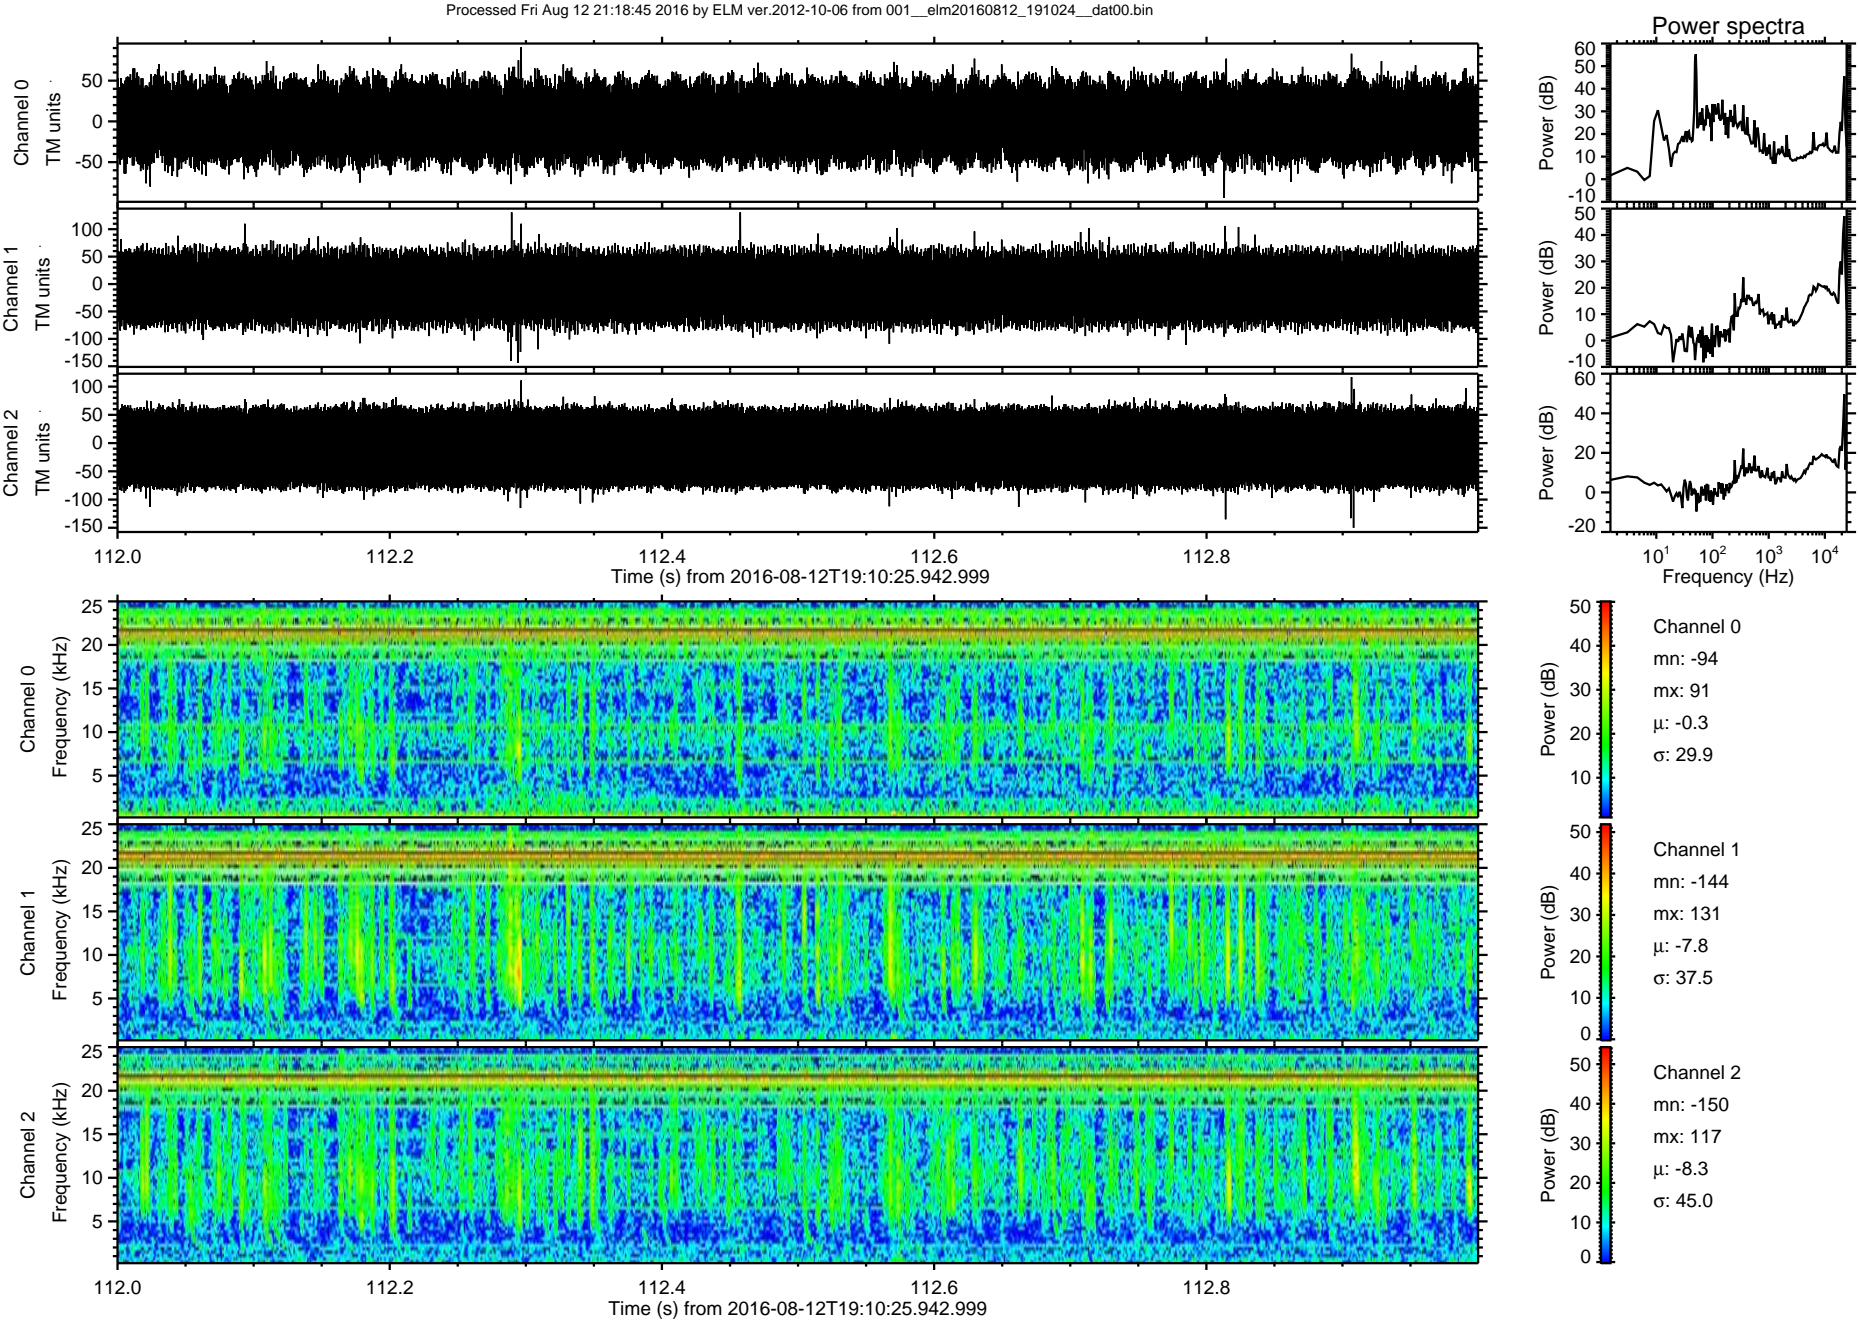 Processed Fri Aug 12 21:18:45 2016 by ELM ver.2012-10-06 from 001__elm20160812_191024__dat00.bin
Power spectra
Channel 0
TM units
50
0
-50
Power (dB)
60
50
40
30
20
10
0
-10
Channel 1
TM units
100
50
0
-50
-100
-150
Power (dB)
50
40
30
20
10
0
-10
Channel 2
TM units
100
50
0
-50
-100
-150
Power (dB)
60
40
20
0
-20
112.0 112.2 112.4 112.6 112.8
Time (s) from 2016-08-12T19:10:25.942.999
10^1 10^2 10^3 10^4
Frequency (Hz)
Channel 0
Frequency (kHz)
25
20
15
10
5
Power (dB)
50
40
30
20
10
Channel 0
mn: -94
mx: 91
μ: -0.3
σ: 29.9
Channel 1
Frequency (kHz)
25
20
15
10
5
Power (dB)
50
40
30
20
10
0
Channel 1
mn: -144
mx: 131
μ: -7.8
σ: 37.5
Channel 2
Frequency (kHz)
25
20
15
10
5
Power (dB)
50
40
30
20
10
0
Channel 2
mn: -150
mx: 117
μ: -8.3
σ: 45.0
112.0 112.2 112.4 112.6 112.8
Time (s) from 2016-08-12T19:10:25.942.999